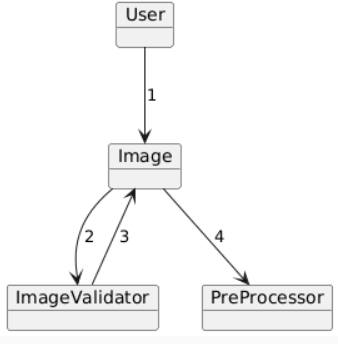 User
1
Image
2
3
4
ImageValidator
PreProcessor